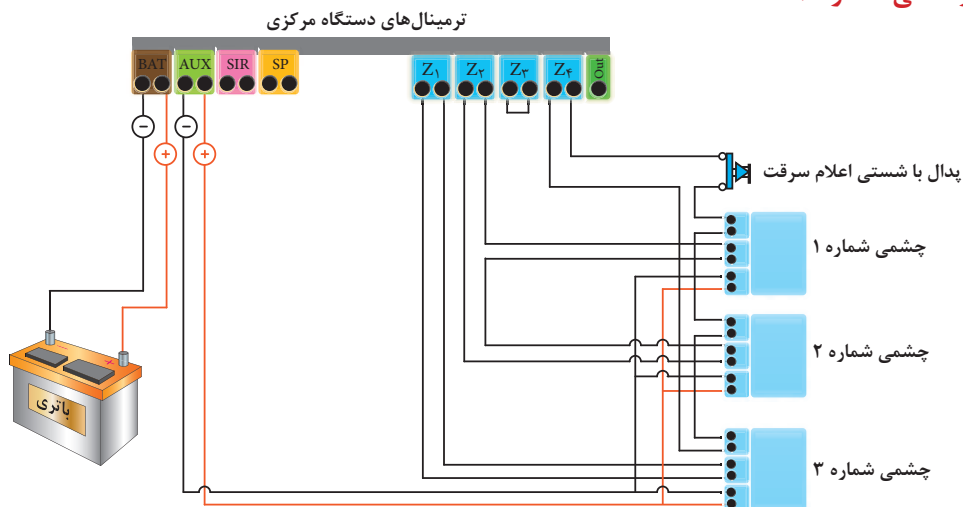 ترمینال‌های دستگاه مرکزی
BAT AUX SIR SP Z۱ Z۲ Z۳ Z۴ Out
− + − +
پدال با شستی اعلام سرقت
چشمی شماره ۱
چشمی شماره ۲
− +
باتری
چشمی شماره ۳